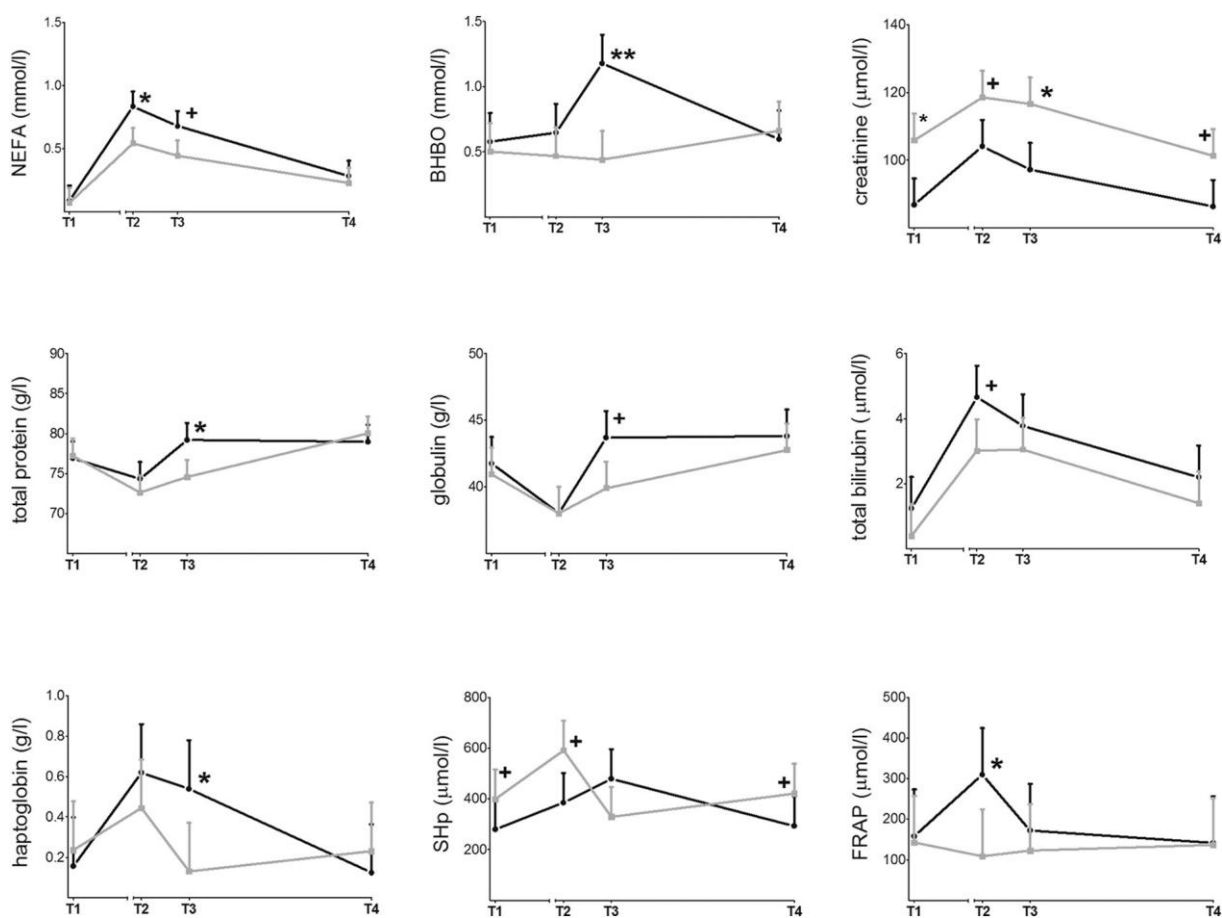 NEFA (mmol/l)
1.5
1.0
0.5
*
+
T1 T2 T3 T4
BHBO (mmol/l)
1.5
1.0
0.5
**
T1 T2 T3 T4
creatinine (μmol/l)
140
120
100
*
+
*
+
T1 T2 T3 T4
total protein (g/l)
90
85
80
75
70
*
T1 T2 T3 T4
globulin (g/l)
50
45
40
+
T1 T2 T3 T4
total bilirubin ( μmol/l)
6
4
2
+
T1 T2 T3 T4
haptoglobin (g/l)
1.0
0.8
0.6
0.4
0.2
*
T1 T2 T3 T4
SHp (μmol/l)
800
600
400
200
+
+
+
T1 T2 T3 T4
FRAP (μmol/l)
500
400
300
200
100
*
T1 T2 T3 T4